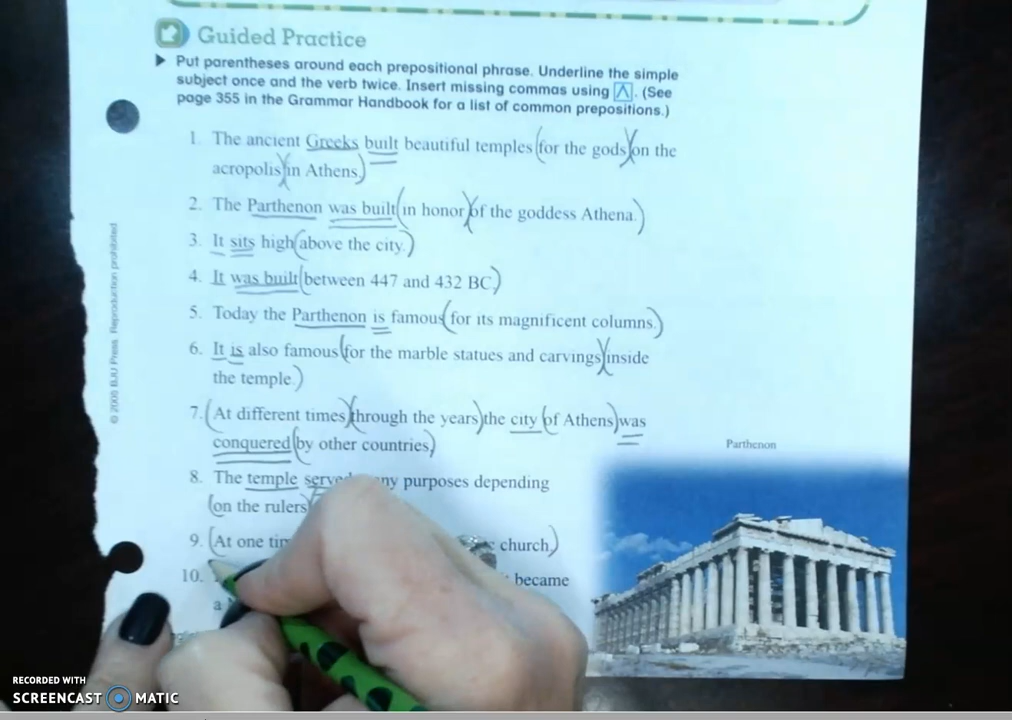 Guided Practice
Put parentheses around each prepositional phrase. Underline the simple
subject once and the verb twice. Insert missing commas using ^. (See
page 355 in the Grammar Handbook for a list of common prepositions.)
1. The ancient Greeks built beautiful temples for the gods on the
acropolis in Athens.
2. The Parthenon was built in honor of the goddess Athena.
3. It sits high above the city.
4. It was built between 447 and 432 BC.
5. Today the Parthenon is famous for its magnificent columns.
6. It is also famous for the marble statues and carvings inside
the temple.
7. At different times through the years the city of Athens was
conquered by other countries.
Parthenon
8. The temple served purposes depending
on the rulers
9. At one church.
10. became
a
© 2006 BJU Press. Reproduction prohibited.
RECORDED WITH
SCREENCAST MATIC